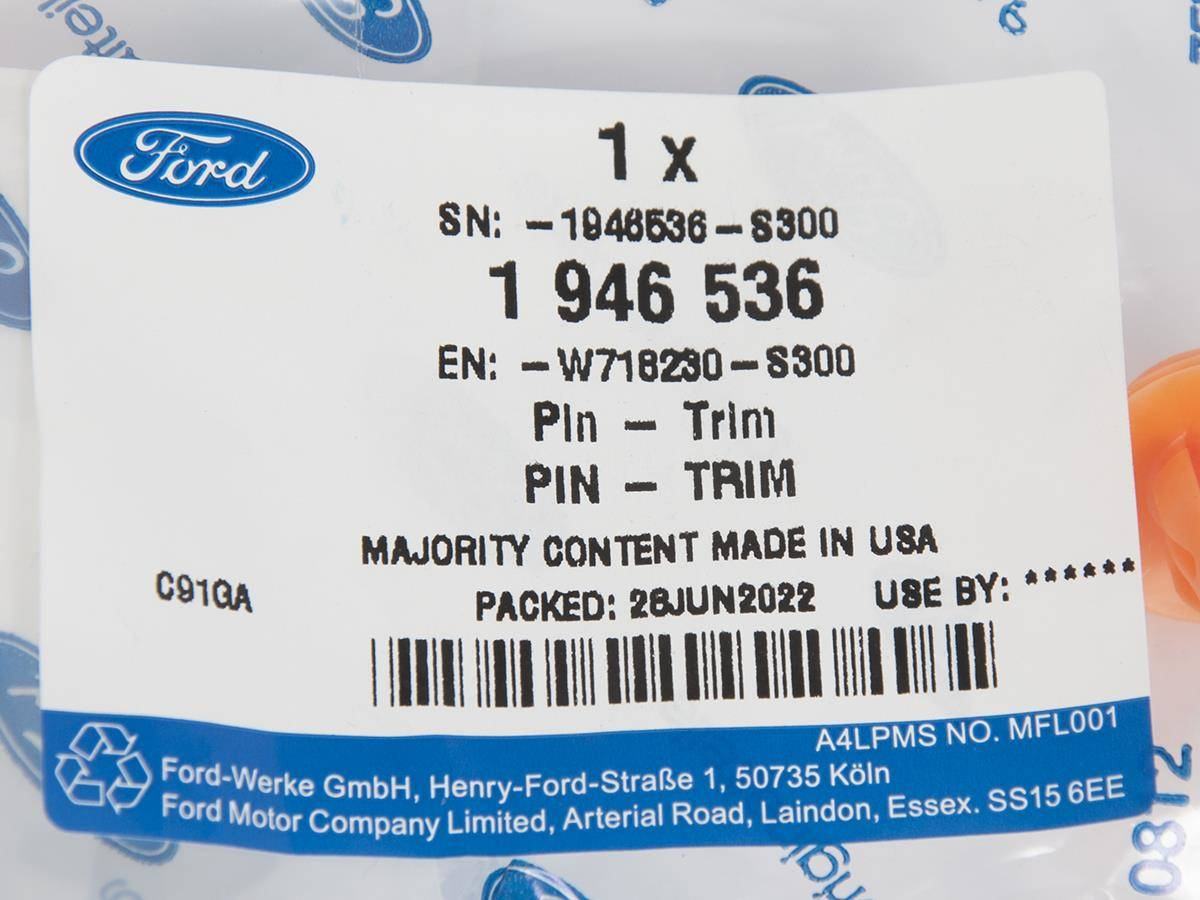 Ford
1 x
SN: -1946536-S300
1 946 536
EN: -W716230-S300
Pin - Trim
PIN - TRIM
MAJORITY CONTENT MADE IN USA
C91GA
PACKED: 26JUN2022 USE BY: ******
A4LPMS NO. MFL001
Ford-Werke GmbH, Henry-Ford-Straße 1, 50735 Köln
Ford Motor Company Limited, Arterial Road, Laindon, Essex. SS15 6EE